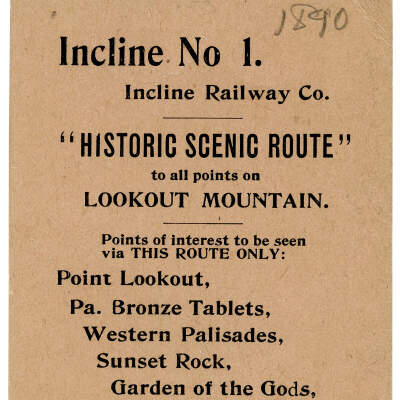 1890
Incline No 1.
Incline Railway Co.
"HISTORIC SCENIC ROUTE"
to all points on
LOOKOUT MOUNTAIN.
Points of interest to be seen
via THIS ROUTE ONLY:
Point Lookout,
Pa. Bronze Tablets,
Western Palisades,
Sunset Rock,
Garden of the Gods,